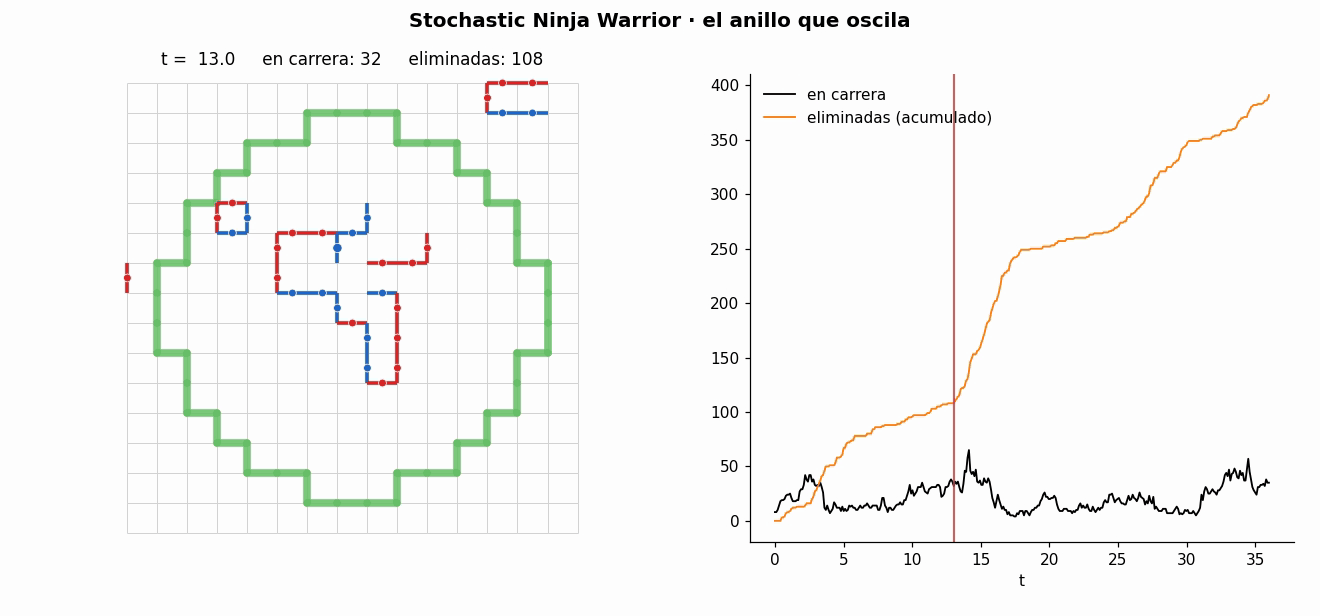 Stochastic Ninja Warrior · el anillo que oscila
t =  13.0     en carrera: 32     eliminadas: 108
en carrera
eliminadas (acumulado)
400
350
300
250
200
150
100
50
0
0 5 10 15 20 25 30 35
t